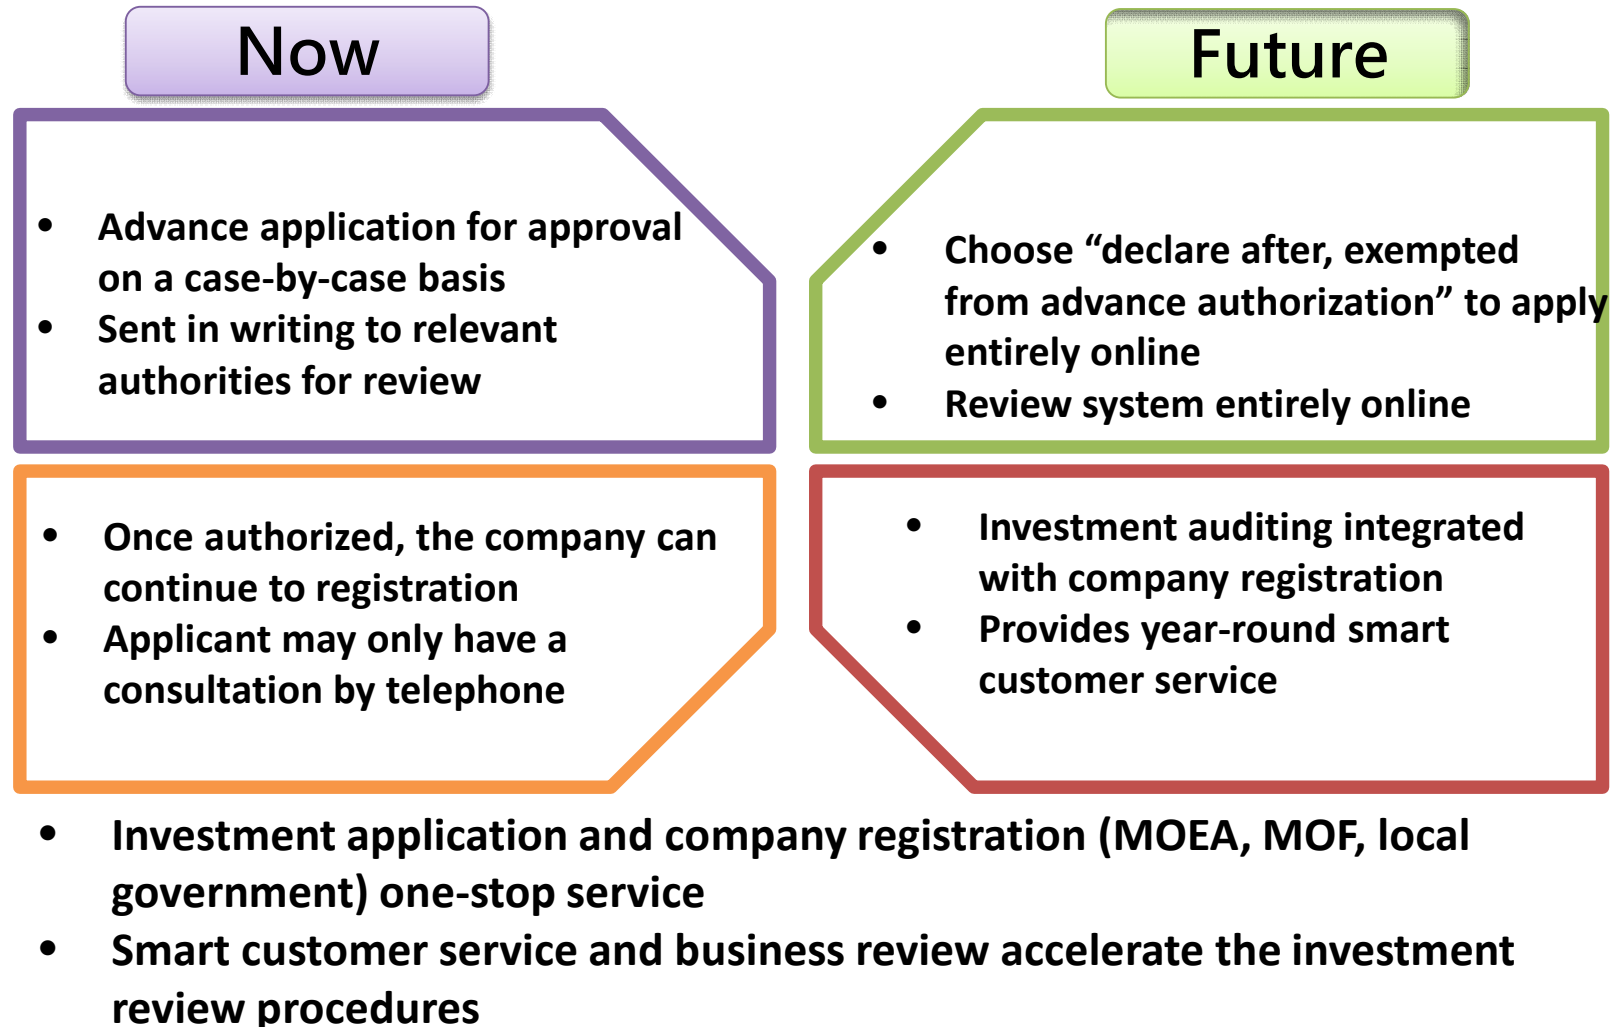 Now
Future
• Advance application for approval
on a case-by-case basis
• Sent in writing to relevant
authorities for review
• Choose “declare after, exempted
from advance authorization” to apply
entirely online
• Review system entirely online
• Once authorized, the company can
continue to registration
• Applicant may only have a
consultation by telephone
• Investment auditing integrated
with company registration
• Provides year-round smart
customer service
• Investment application and company registration (MOEA, MOF, local
government) one-stop service
• Smart customer service and business review accelerate the investment
review procedures